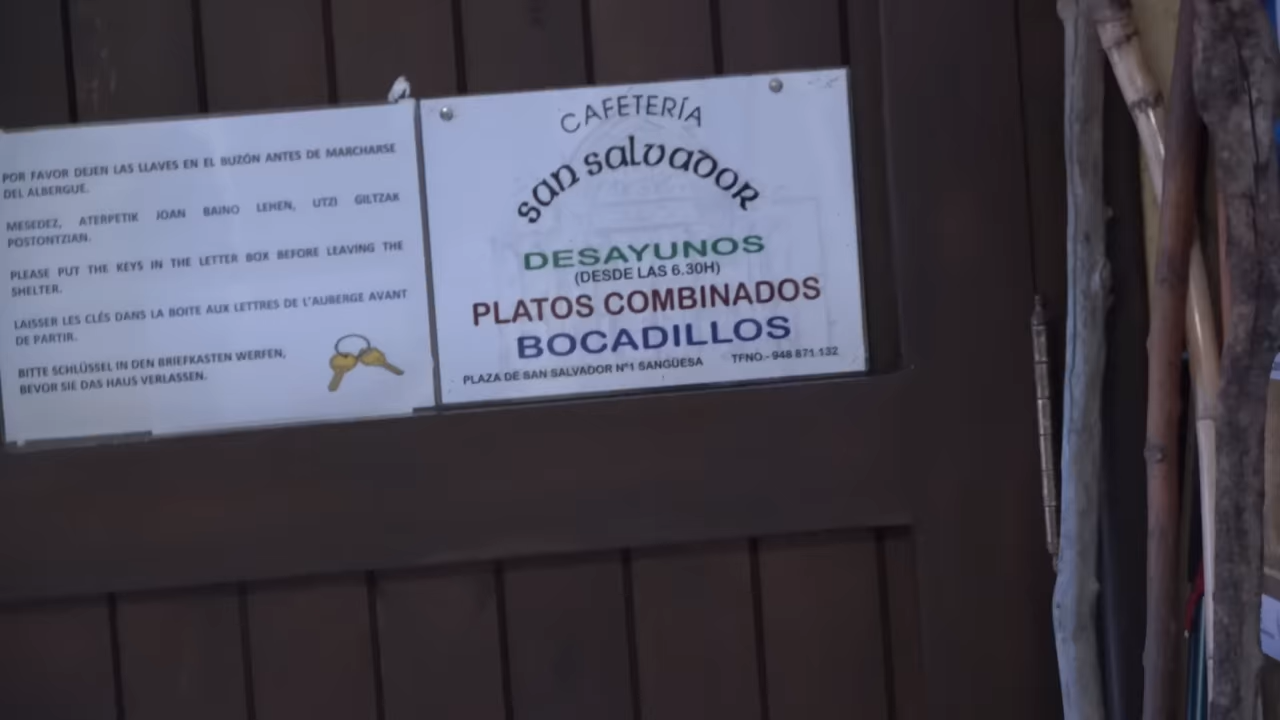 POR FAVOR DEJEN LAS LLAVES EN EL BUZÓN ANTES DE MARCHARSE
DEL ALBERGUE.
MESEDEZ, ATERPETIK JOAN BAINO LEHEN, UTZI GILTZAK
POSTONTZIAN.
PLEASE PUT THE KEYS IN THE LETTER BOX BEFORE LEAVING THE
SHELTER.
LAISSER LES CLÉS DANS LA BOITE AUX LETTRES DE L'AUBERGE AVANT
DE PARTIR.
BITTE SCHLÜSSEL IN DEN BRIEFKASTEN WERFEN,
BEVOR SIE DAS HAUS VERLASSEN.
CAFETERÍA
San Salvador
DESAYUNOS
(DESDE LAS 6.30H)
PLATOS COMBINADOS
BOCADILLOS
PLAZA DE SAN SALVADOR Nº1 SANGÜESA TFNO.- 948 871 132